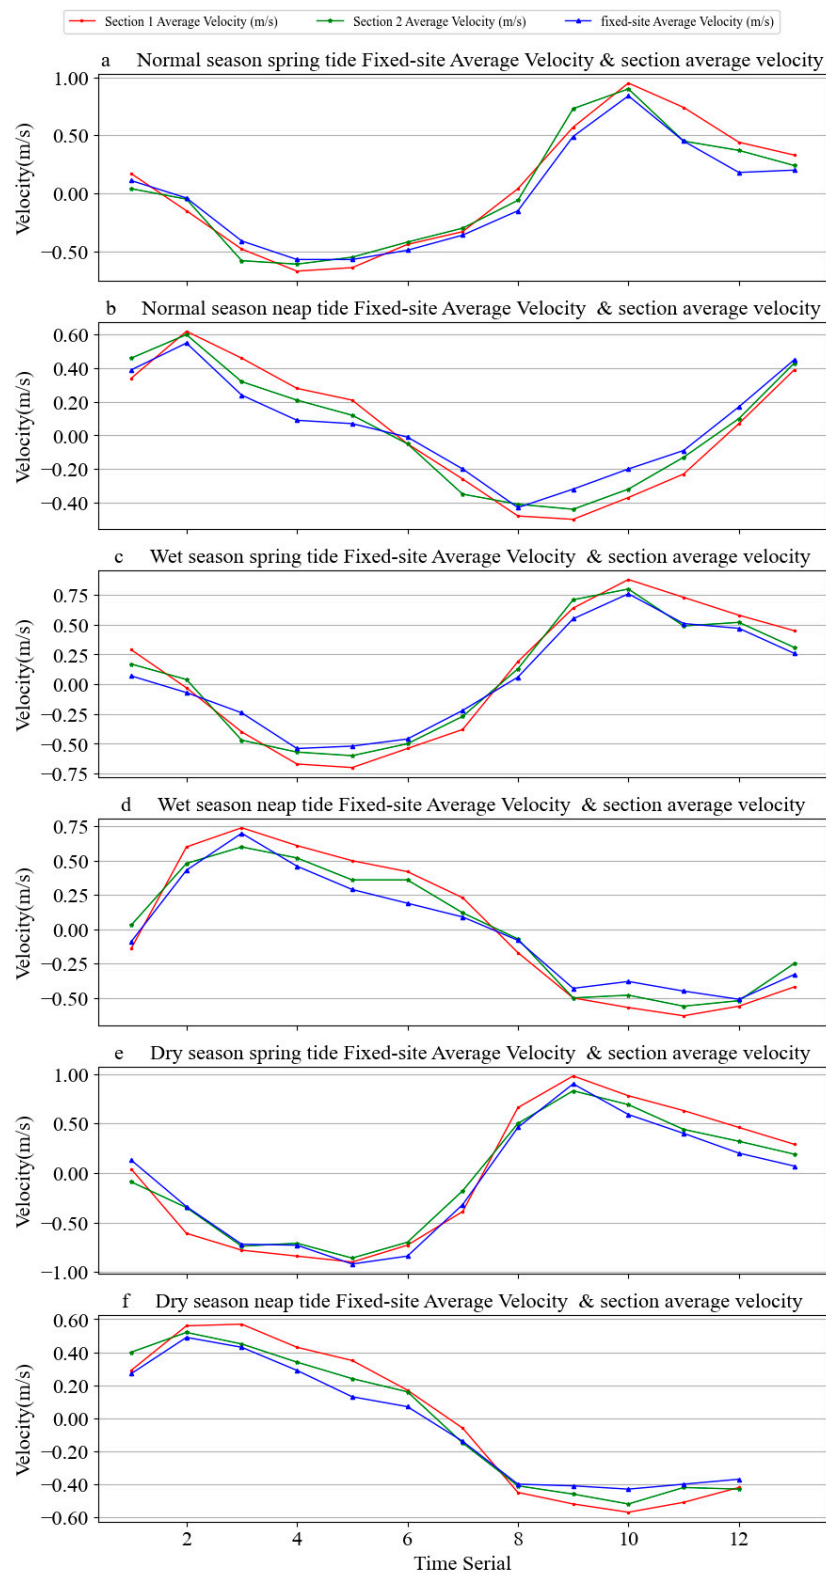 Section 1 Average Velocity (m/s) Section 2 Average Velocity (m/s) fixed-site Average Velocity (m/s)
a Normal season spring tide Fixed-site Average Velocity & section average velocity
1.00
0.50
0.00
−0.50
Velocity(m/s)
b Normal season neap tide Fixed-site Average Velocity & section average velocity
0.60
0.40
0.20
0.00
−0.20
−0.40
Velocity(m/s)
c Wet season spring tide Fixed-site Average Velocity & section average velocity
0.75
0.50
0.25
0.00
−0.25
−0.50
−0.75
Velocity(m/s)
d Wet season neap tide Fixed-site Average Velocity & section average velocity
0.75
0.50
0.25
0.00
−0.25
−0.50
Velocity(m/s)
e Dry season spring tide Fixed-site Average Velocity & section average velocity
1.00
0.50
0.00
−0.50
−1.00
Velocity(m/s)
f Dry season neap tide Fixed-site Average Velocity & section average velocity
0.60
0.40
0.20
0.00
−0.20
−0.40
−0.60
Velocity(m/s)
2 4 6 8 10 12
Time Serial